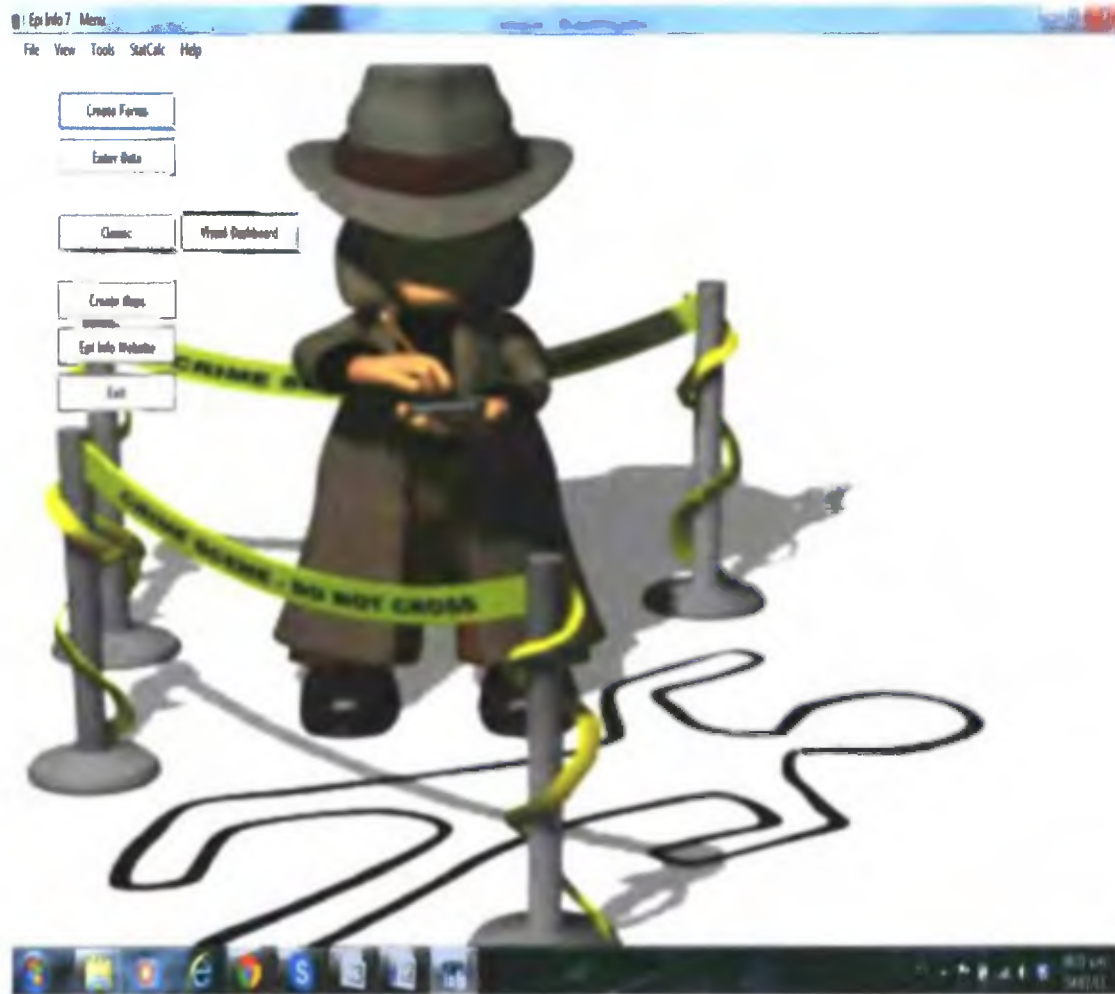 Epi Info 7 Menu
File View Tools StatCalc Help
Create Forms
Enter Data
Classic Visual Dashboard
Create Maps
Epi Info Website
Exit
CRIME
CRIME SCENE - DO NOT CROSS